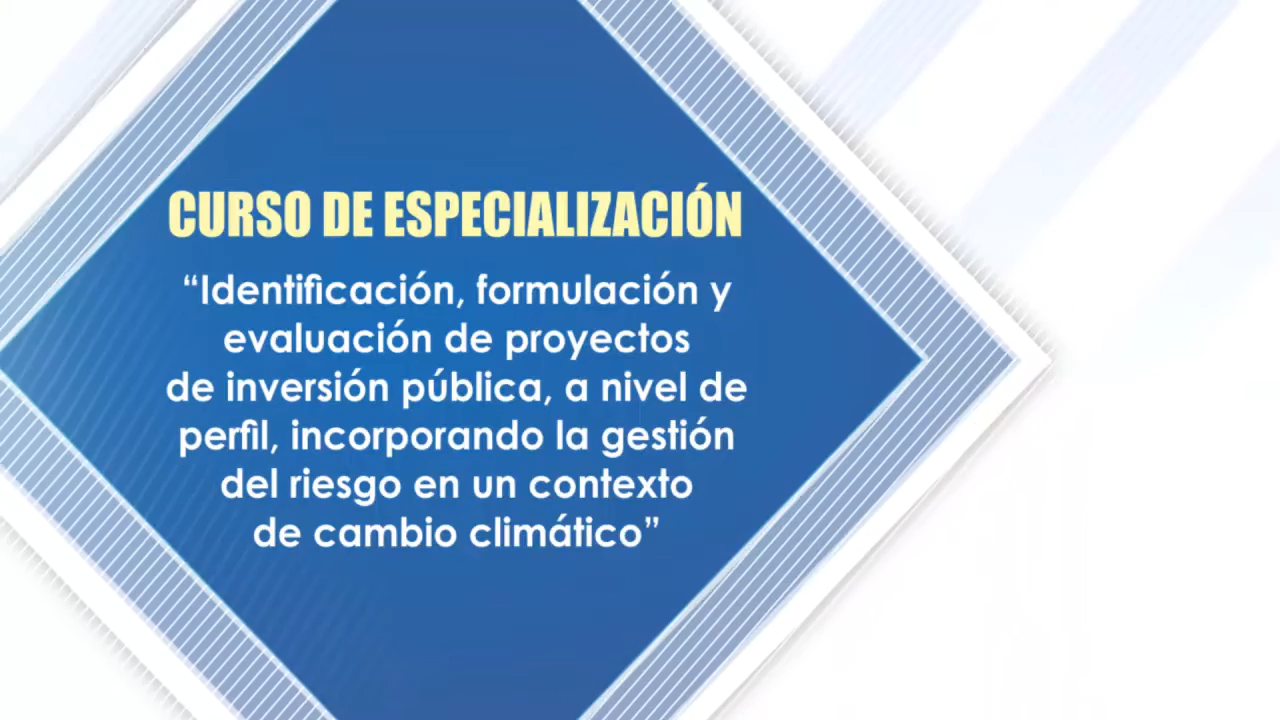 CURSO DE ESPECIALIZACIÓN
“Identificación, formulación y
evaluación de proyectos
de inversión pública, a nivel de
perfil, incorporando la gestión
del riesgo en un contexto
de cambio climático”